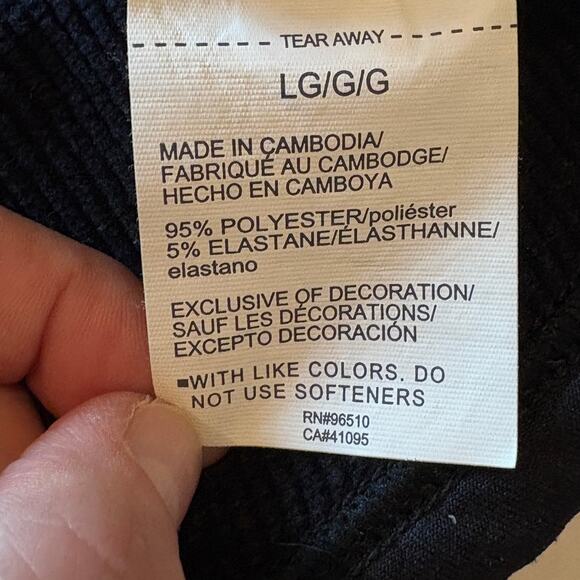 TEAR AWAY
LG/G/G
MADE IN CAMBODIA/
FABRIQUÉ AU CAMBODGE/
HECHO EN CAMBOYA
95% POLYESTER/poliéster
5% ELASTANE/ÉLASTHANNE/
elastano
EXCLUSIVE OF DECORATION/
SAUF LES DÉCORATIONS/
EXCEPTO DECORACIÓN
WITH LIKE COLORS. DO
NOT USE SOFTENERS
RN#96510
CA#41095